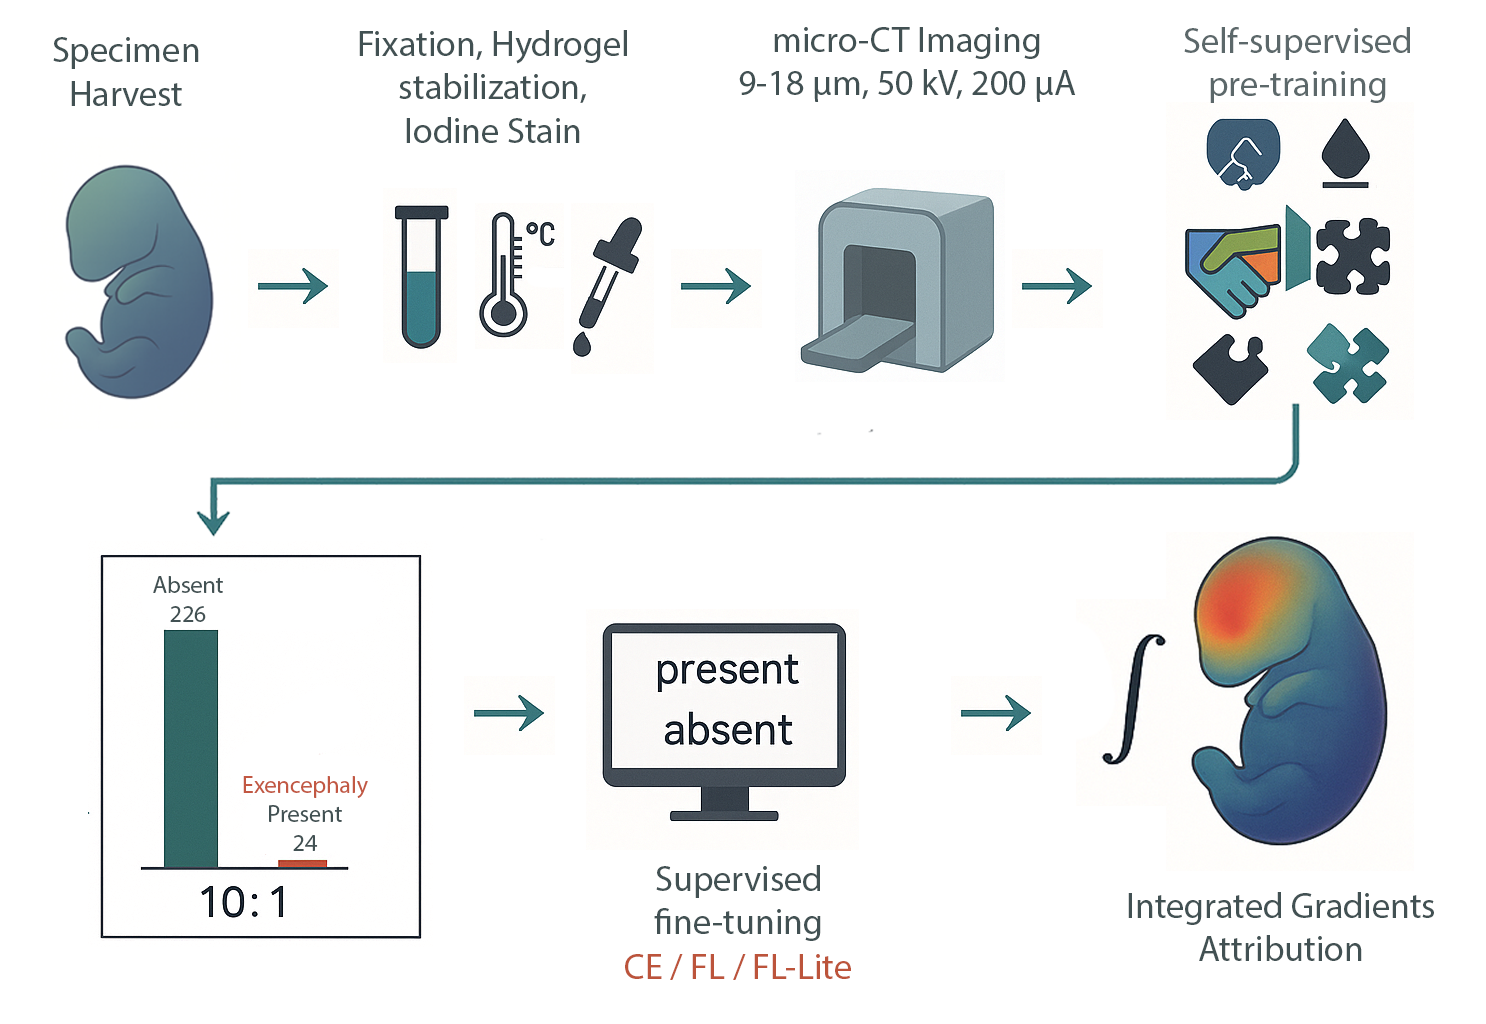 Specimen
Harvest
Fixation, Hydrogel
stabilization,
Iodine Stain
micro-CT Imaging
9-18 µm, 50 kV, 200 µA
Self-supervised
pre-training
°C
Absent
226
Exencephaly
Present
24
10:1
present
absent
Supervised
fine-tuning
CE / FL / FL-Lite
∫
Integrated Gradients
Attribution